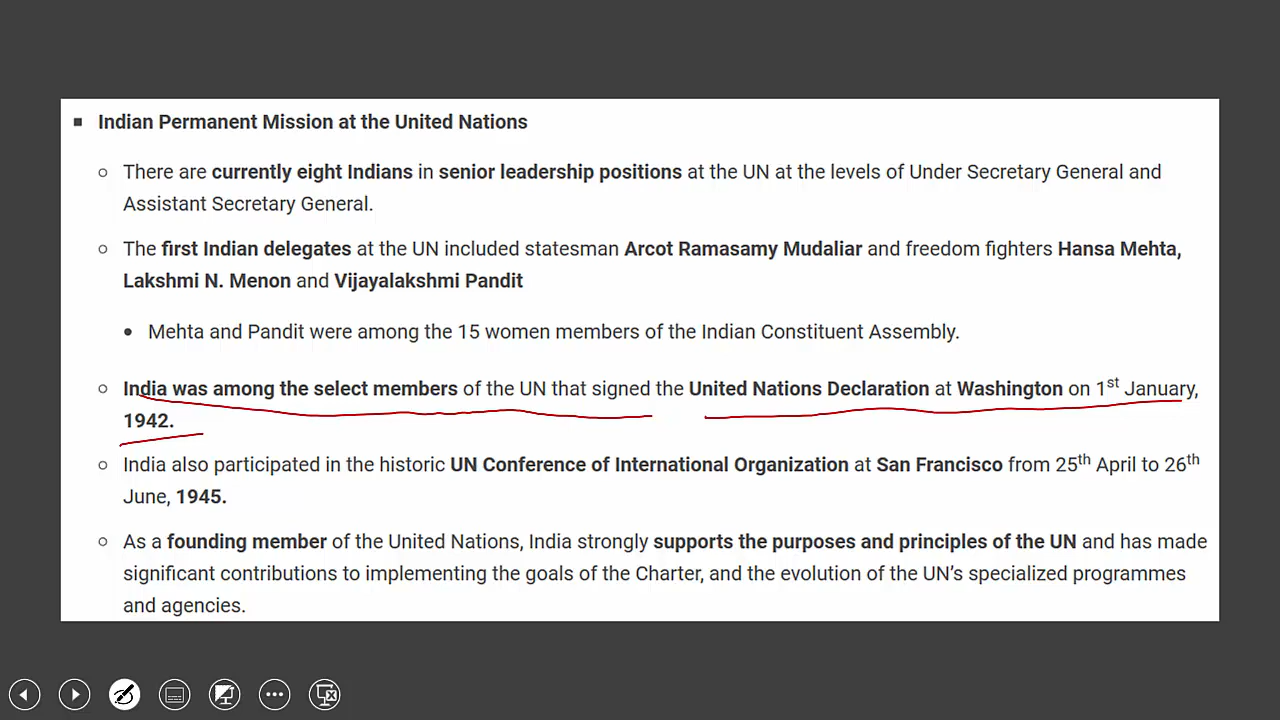 Indian Permanent Mission at the United Nations
There are currently eight Indians in senior leadership positions at the UN at the levels of Under Secretary General and
Assistant Secretary General.
The first Indian delegates at the UN included statesman Arcot Ramasamy Mudaliar and freedom fighters Hansa Mehta,
Lakshmi N. Menon and Vijayalakshmi Pandit
Mehta and Pandit were among the 15 women members of the Indian Constituent Assembly.
India was among the select members of the UN that signed the United Nations Declaration at Washington on 1st January,
1942.
India also participated in the historic UN Conference of International Organization at San Francisco from 25th April to 26th
June, 1945.
As a founding member of the United Nations, India strongly supports the purposes and principles of the UN and has made
significant contributions to implementing the goals of the Charter, and the evolution of the UN’s specialized programmes
and agencies.